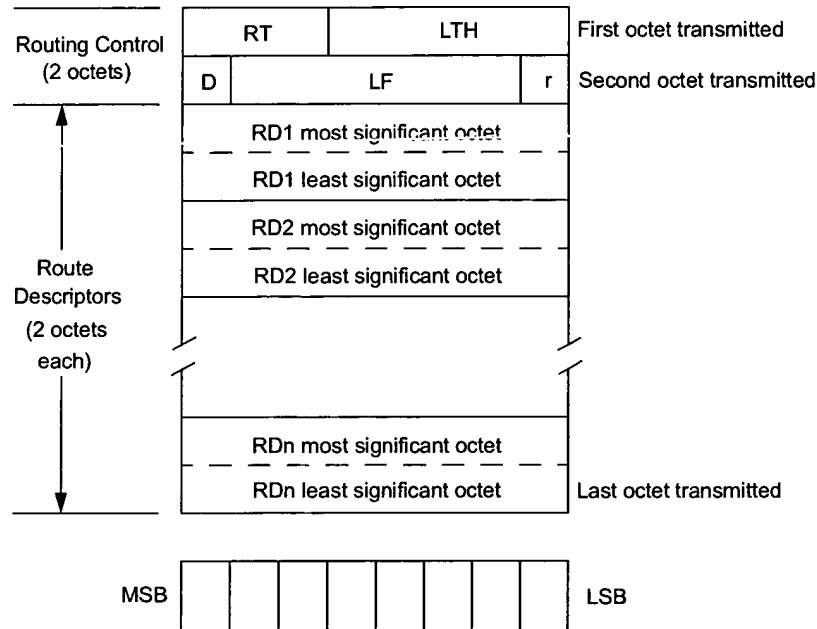 Routing Control
(2 octets)
RT
LTH
First octet transmitted
D
LF
r
Second octet transmitted
RD1 most significant octet
RD1 least significant octet
RD2 most significant octet
RD2 least significant octet
Route
Descriptors
(2 octets
each)
RDn most significant octet
RDn least significant octet
Last octet transmitted
MSB
LSB